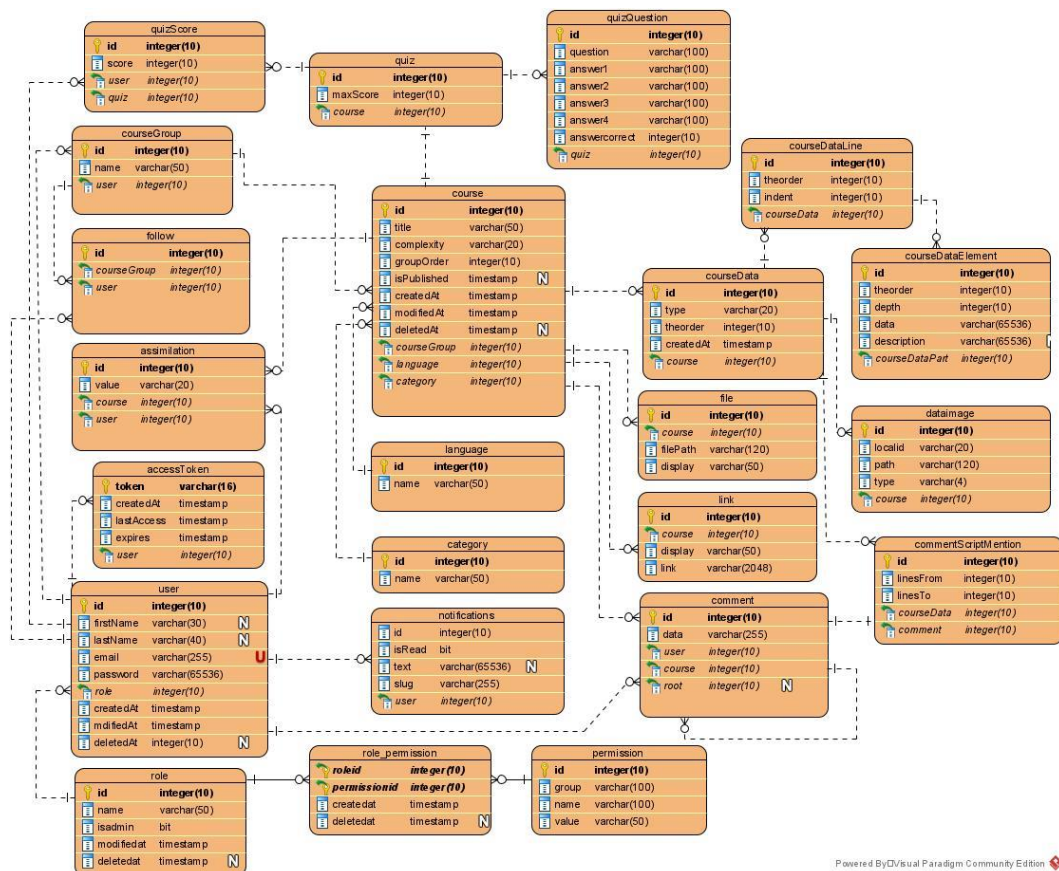 quizScore
id integer(10)
score integer(10)
user integer(10)
quiz integer(10)
quiz
id integer(10)
maxScore integer(10)
course integer(10)
quizQuestion
id integer(10)
question varchar(100)
answer1 varchar(100)
answer2 varchar(100)
answer3 varchar(100)
answer4 varchar(100)
answercorrect integer(10)
quiz integer(10)
courseGroup
id integer(10)
name varchar(50)
user integer(10)
follow
id integer(10)
courseGroup integer(10)
user integer(10)
assimilation
id integer(10)
value varchar(20)
course integer(10)
user integer(10)
accessToken
token varchar(16)
createdAt timestamp
lastAccess timestamp
expires timestamp
user integer(10)
user
id integer(10)
firstName varchar(30) N
lastName varchar(40) N
email varchar(255) U
password varchar(65536)
role integer(10)
createdAt timestamp
mdifiedAt timestamp
deletedAt integer(10) N
role
id integer(10)
name varchar(50)
isadmin bit
modifiedat timestamp
deletedat timestamp N
course
id integer(10)
title varchar(50)
complexity varchar(20)
groupOrder integer(10)
isPublished timestamp N
createdAt timestamp
modifiedAt timestamp
deletedAt timestamp N
courseGroup integer(10)
language integer(10)
category integer(10)
language
id integer(10)
name varchar(50)
category
id integer(10)
name varchar(50)
notifications
id integer(10)
isRead bit
text varchar(65536) N
slug varchar(255)
user integer(10)
role_permission
roleid integer(10)
permissionid integer(10)
createdat timestamp
deletedat timestamp N
permission
id integer(10)
group varchar(100)
name varchar(100)
value varchar(50)
courseDataLine
id integer(10)
theorder integer(10)
indent integer(10)
courseData integer(10)
courseData
id integer(10)
type varchar(20)
theorder integer(10)
createdAt timestamp
course integer(10)
courseDataElement
id integer(10)
theorder integer(10)
depth integer(10)
data varchar(65536)
description varchar(65536)
courseDataPart integer(10)
file
id integer(10)
course integer(10)
filePath varchar(120)
display varchar(50)
dataimage
id integer(10)
localid varchar(20)
path varchar(120)
type varchar(4)
course integer(10)
link
id integer(10)
course integer(10)
display varchar(50)
link varchar(2048)
commentScriptMention
id integer(10)
linesFrom integer(10)
linesTo integer(10)
courseData integer(10)
comment integer(10)
comment
id integer(10)
data varchar(255)
user integer(10)
course integer(10)
root integer(10) N
Powered By Visual Paradigm Community Edition